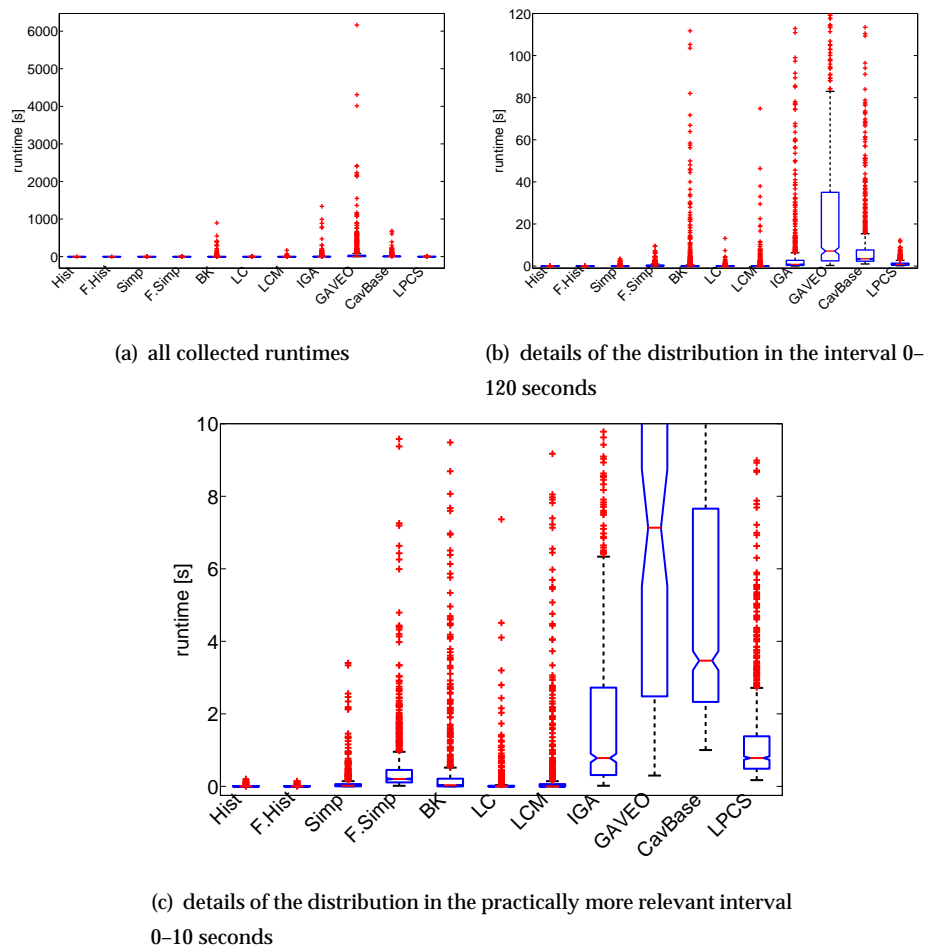 6000
5000
4000
3000
2000
1000
0
runtime [s]
Hist
F.Hist
Simp
F.Simp
BK
LC
LCM
IGA
GAVEO
CavBase
LPCS
(a) all collected runtimes
120
100
80
60
40
20
0
runtime [s]
Hist
F.Hist
Simp
F.Simp
BK
LC
LCM
IGA
GAVEO
CavBase
LPCS
(b) details of the distribution in the interval 0–
120 seconds
10
8
6
4
2
0
runtime [s]
Hist
F.Hist
Simp
F.Simp
BK
LC
LCM
IGA
GAVEO
CavBase
LPCS
(c) details of the distribution in the practically more relevant interval
0–10 seconds